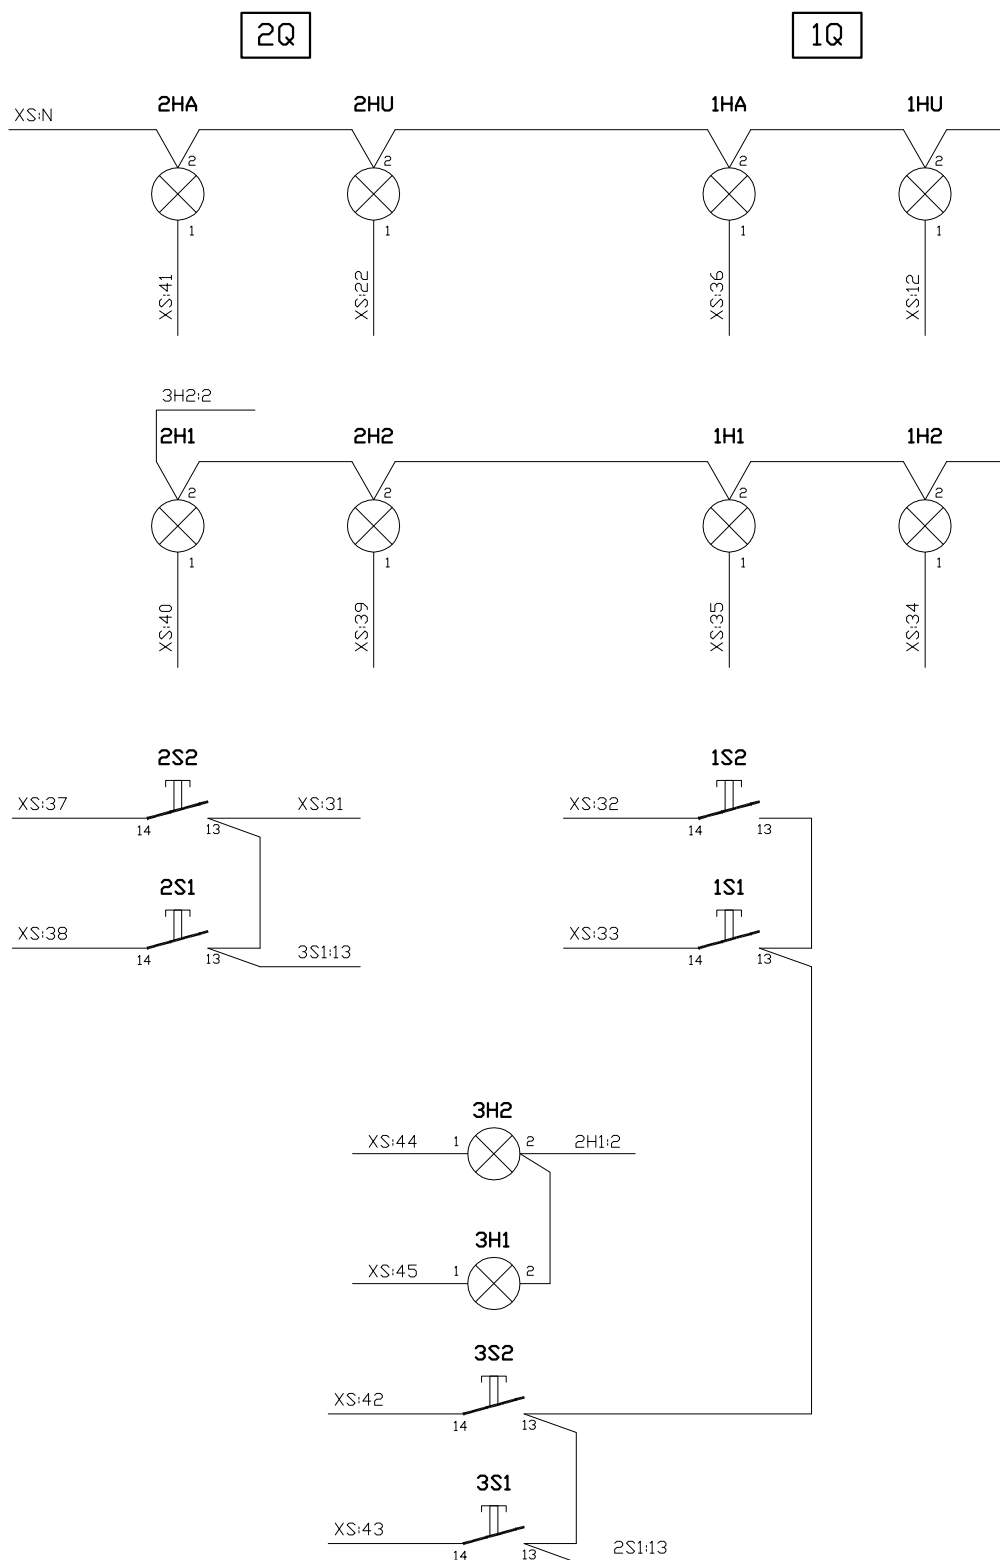 2Q 1Q
XS:N 2HA 2HU 1HA 1HU
2 2 2 2
1 1 1 1
XS:41 XS:22 XS:36 XS:12
3H2:2
2H1 2H2 1H1 1H2
2 2 2 2
1 1 1 1
XS:40 XS:39 XS:35 XS:34
2S2 1S2
XS:37 XS:31 XS:32
14 13 14 13
2S1 1S1
XS:38 XS:33
14 13 3S1:13 14 13
3H2
XS:44 1 2 2H1:2
3H1
XS:45 1 2
3S2
XS:42
14 13
3S1
XS:43
14 13 2S1:13